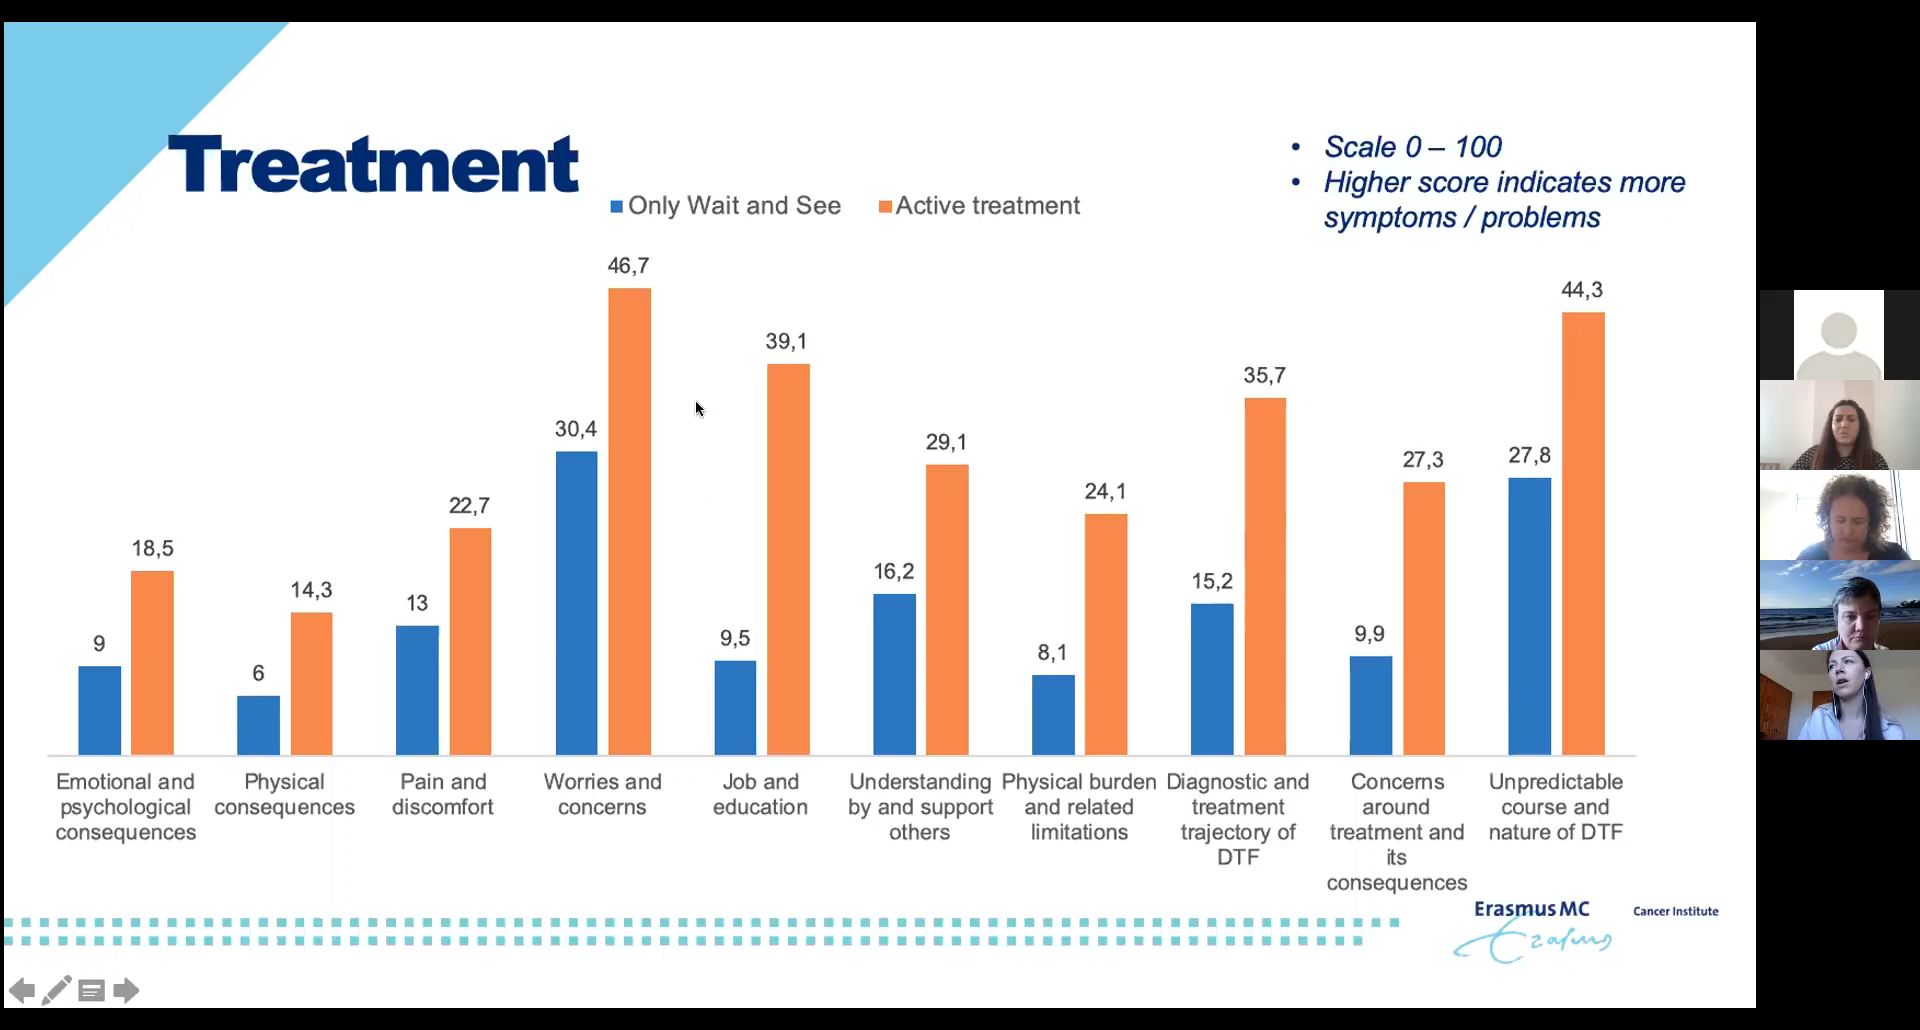 Treatment
Only Wait and See
Active treatment
• Scale 0 – 100
• Higher score indicates more
symptoms / problems
9
18,5
6
14,3
13
22,7
30,4
46,7
9,5
39,1
16,2
29,1
8,1
24,1
15,2
35,7
9,9
27,3
27,8
44,3
Emotional and
psychological
consequences
Physical
consequences
Pain and
discomfort
Worries and
concerns
Job and
education
Understanding
by and support
others
Physical burden
and related
limitations
Diagnostic and
treatment
trajectory of
DTF
Concerns
around
treatment and
its
consequences
Unpredictable
course and
nature of DTF
Erasmus MC
Cancer Institute
Erasmus